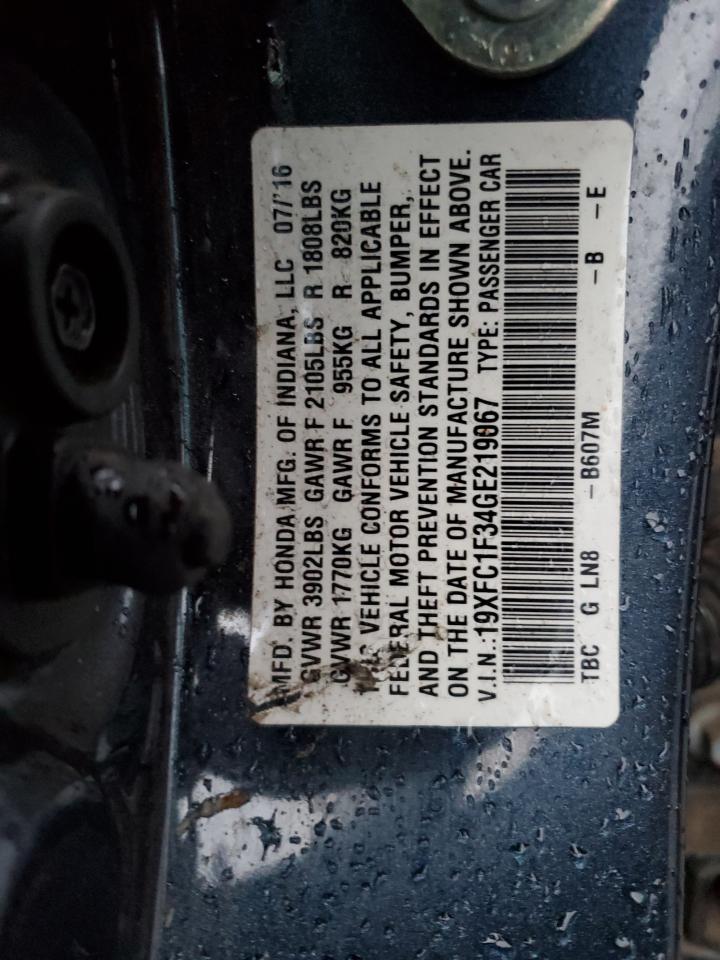 MFD. BY HONDA MFG. OF INDIANA, LLC 07/'16
GVWR 3902LBS GAWR F 2105LBS R 1808LBS
GVWR 1770KG GAWR F 955KG R 820KG
VEHICLE CONFORMS TO ALL APPLICABLE
FEDERAL MOTOR VEHICLE SAFETY, BUMPER,
AND THEFT PREVENTION STANDARDS IN EFFECT
ON THE DATE OF MANUFACTURE SHOWN ABOVE.
V.I.N.:19XFC1F34GE219067 TYPE: PASSENGER CAR
TBC G LN8 -B607M -B -E